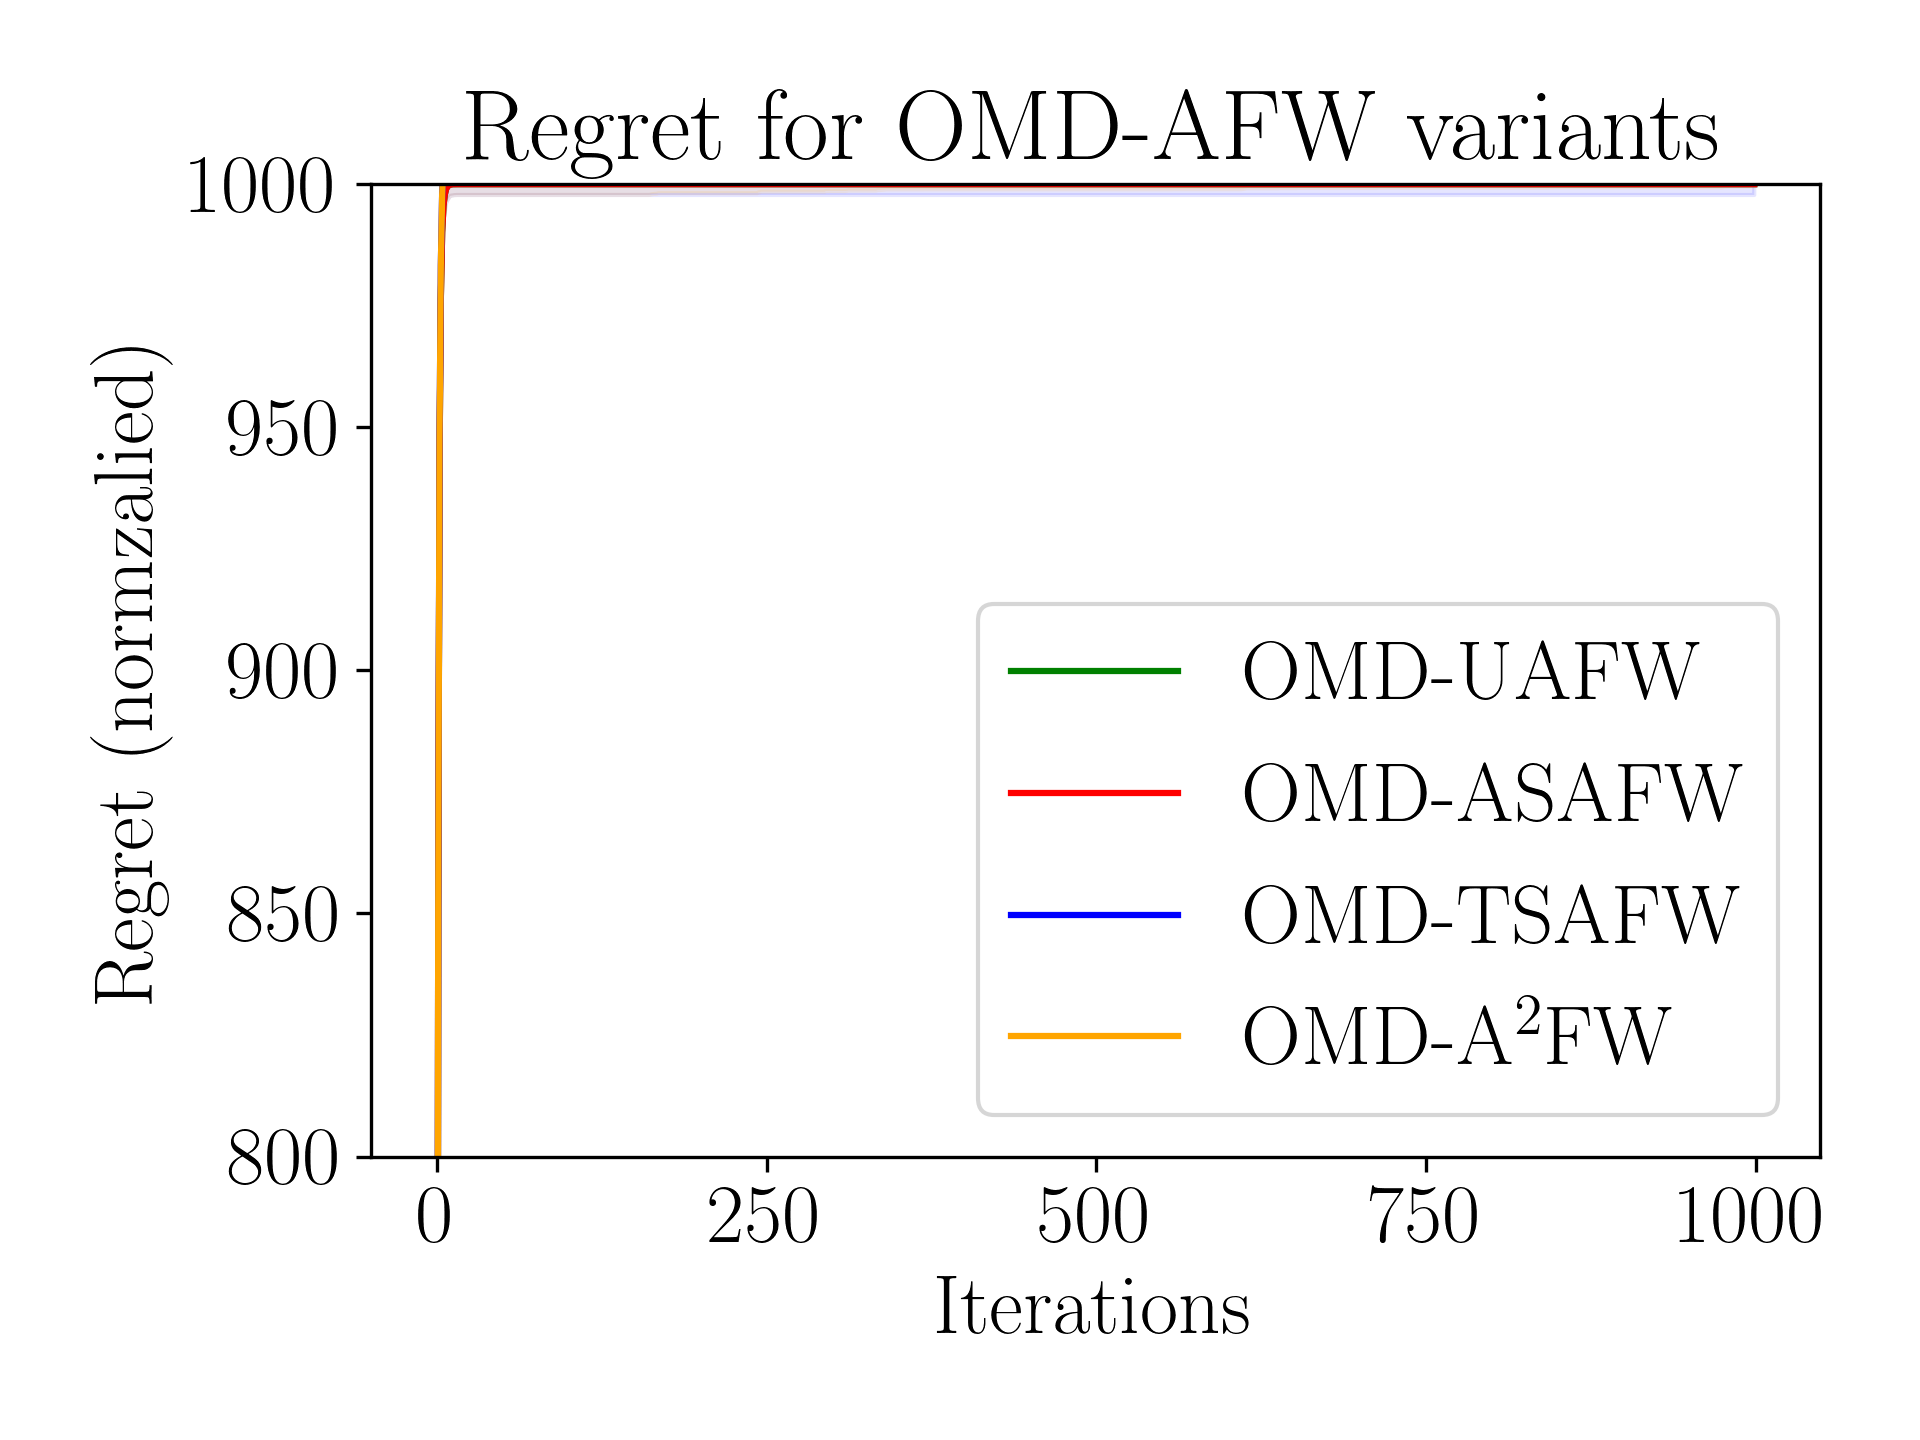 Regret for OMD-AFW variants
1000
950
900
850
800
Regret (normzalied)
OMD-UAFW
OMD-ASAFW
OMD-TSAFW
OMD-A²FW
0 250 500 750 1000
Iterations